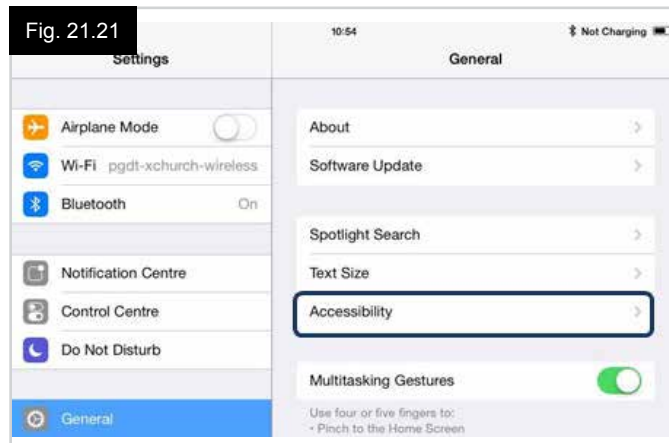 Fig. 21.21
10:54
Not Charging
Settings
General
Airplane Mode
Wi-Fi pgdt-xchurch-wireless
Bluetooth On
Notification Centre
Control Centre
Do Not Disturb
General
About
Software Update
Spotlight Search
Text Size
Accessibility
Multitasking Gestures
Use four or five fingers to:
• Pinch to the Home Screen